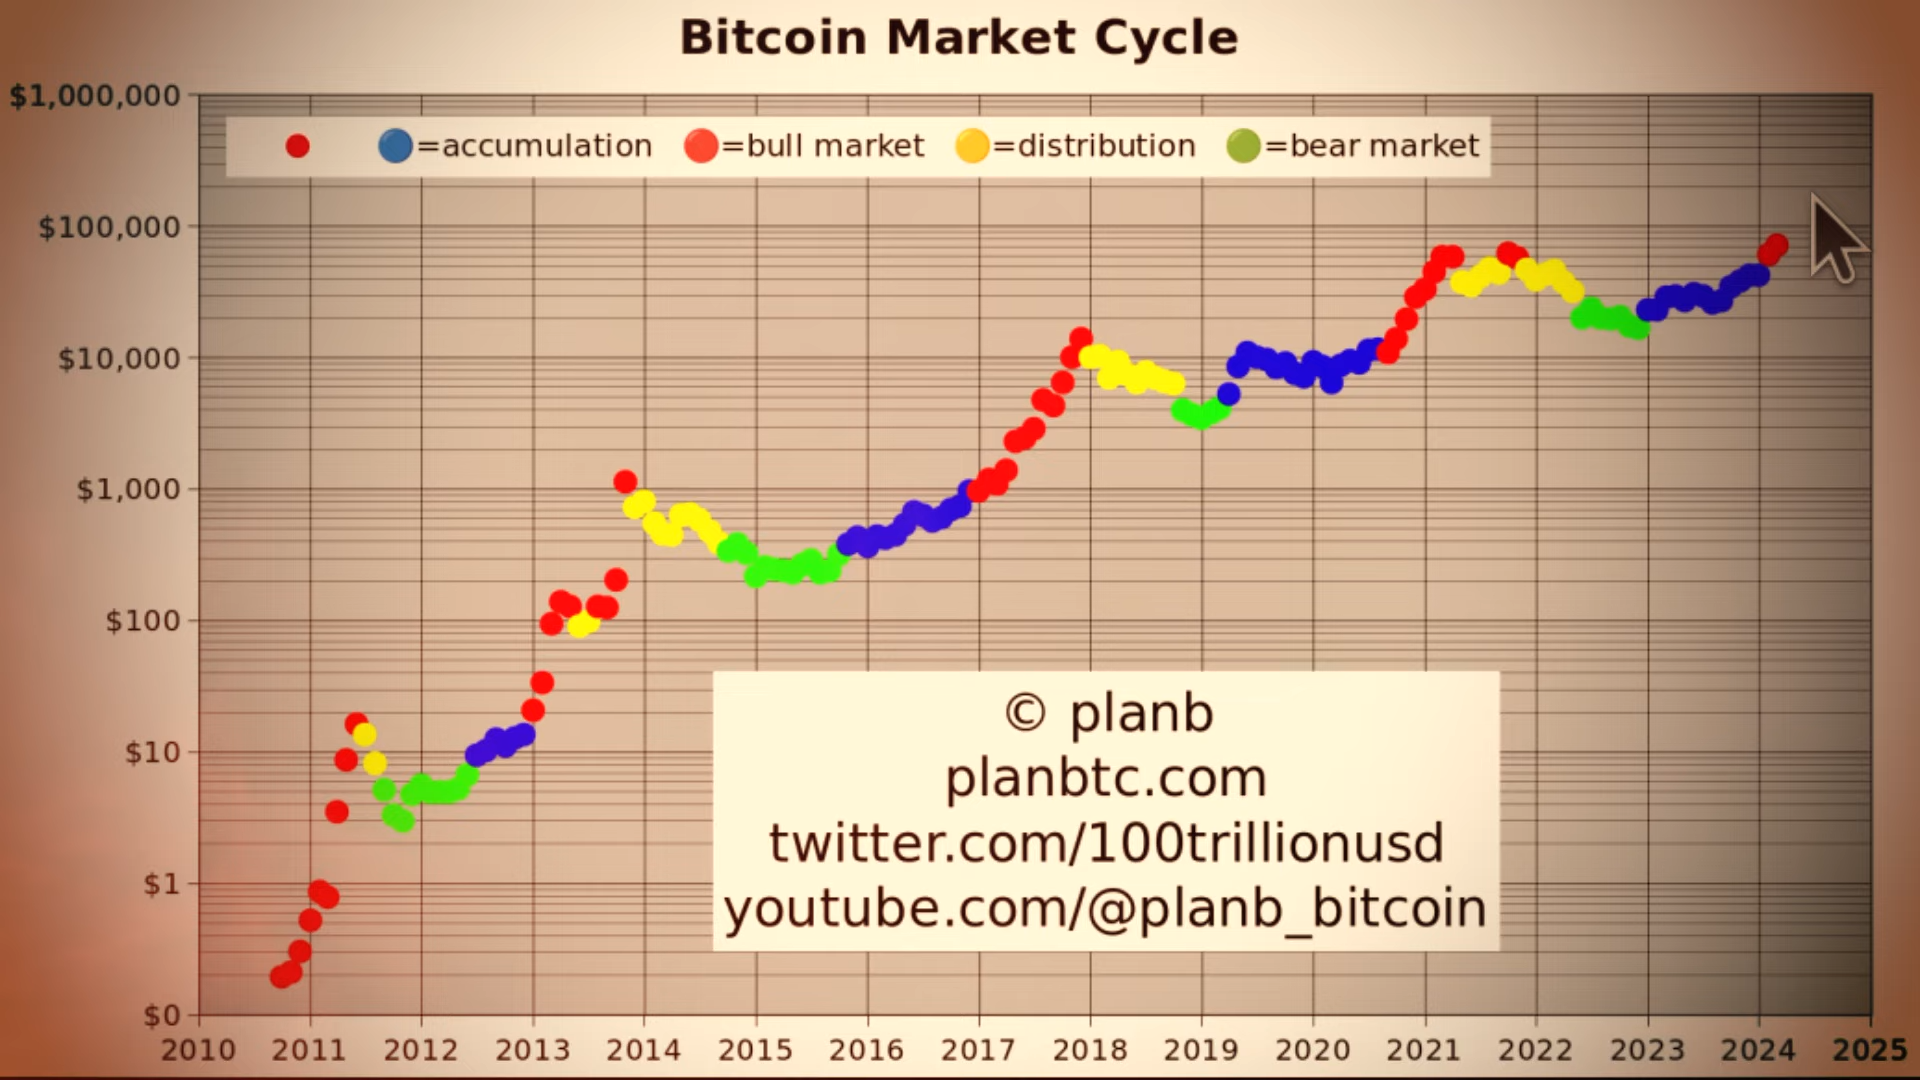 Bitcoin Market Cycle
$1,000,000
=accumulation =bull market =distribution =bear market
$100,000
$10,000
$1,000
$100
$10
$1
$0
© planb
planbtc.com
twitter.com/100trillionusd
youtube.com/@planb_bitcoin
2010 2011 2012 2013 2014 2015 2016 2017 2018 2019 2020 2021 2022 2023 2024 2025